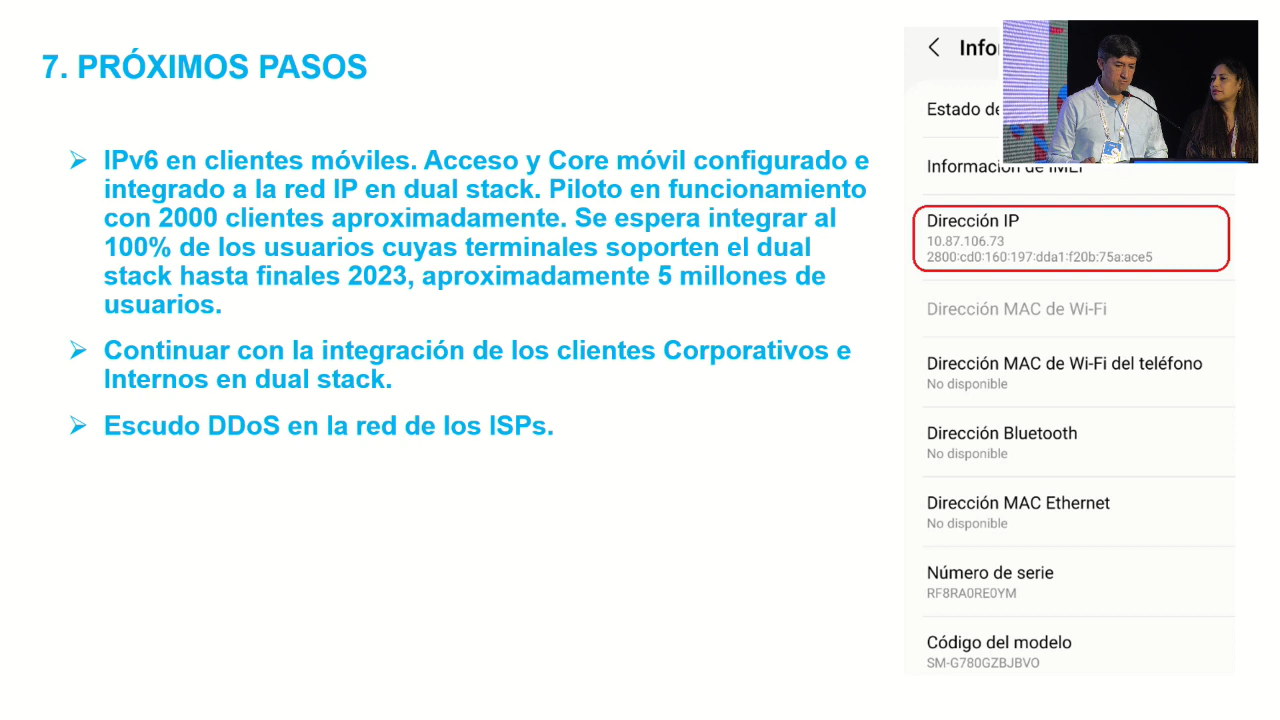 7. PRÓXIMOS PASOS
IPv6 en clientes móviles. Acceso y Core móvil configurado e
integrado a la red IP en dual stack. Piloto en funcionamiento
con 2000 clientes aproximadamente. Se espera integrar al
100% de los usuarios cuyas terminales soporten el dual
stack hasta finales 2023, aproximadamente 5 millones de
usuarios.
Continuar con la integración de los clientes Corporativos e
Internos en dual stack.
Escudo DDoS en la red de los ISPs.
Estado de
Información de IMEI
Dirección IP
10.87.106.73
2800:cd0:160:197:dda1:f20b:75a:ace5
Dirección MAC de Wi-Fi
Dirección MAC de Wi-Fi del teléfono
No disponible
Dirección Bluetooth
No disponible
Dirección MAC Ethernet
No disponible
Número de serie
RF8RA0RE0YM
Código del modelo
SM-G780GZBJBVO